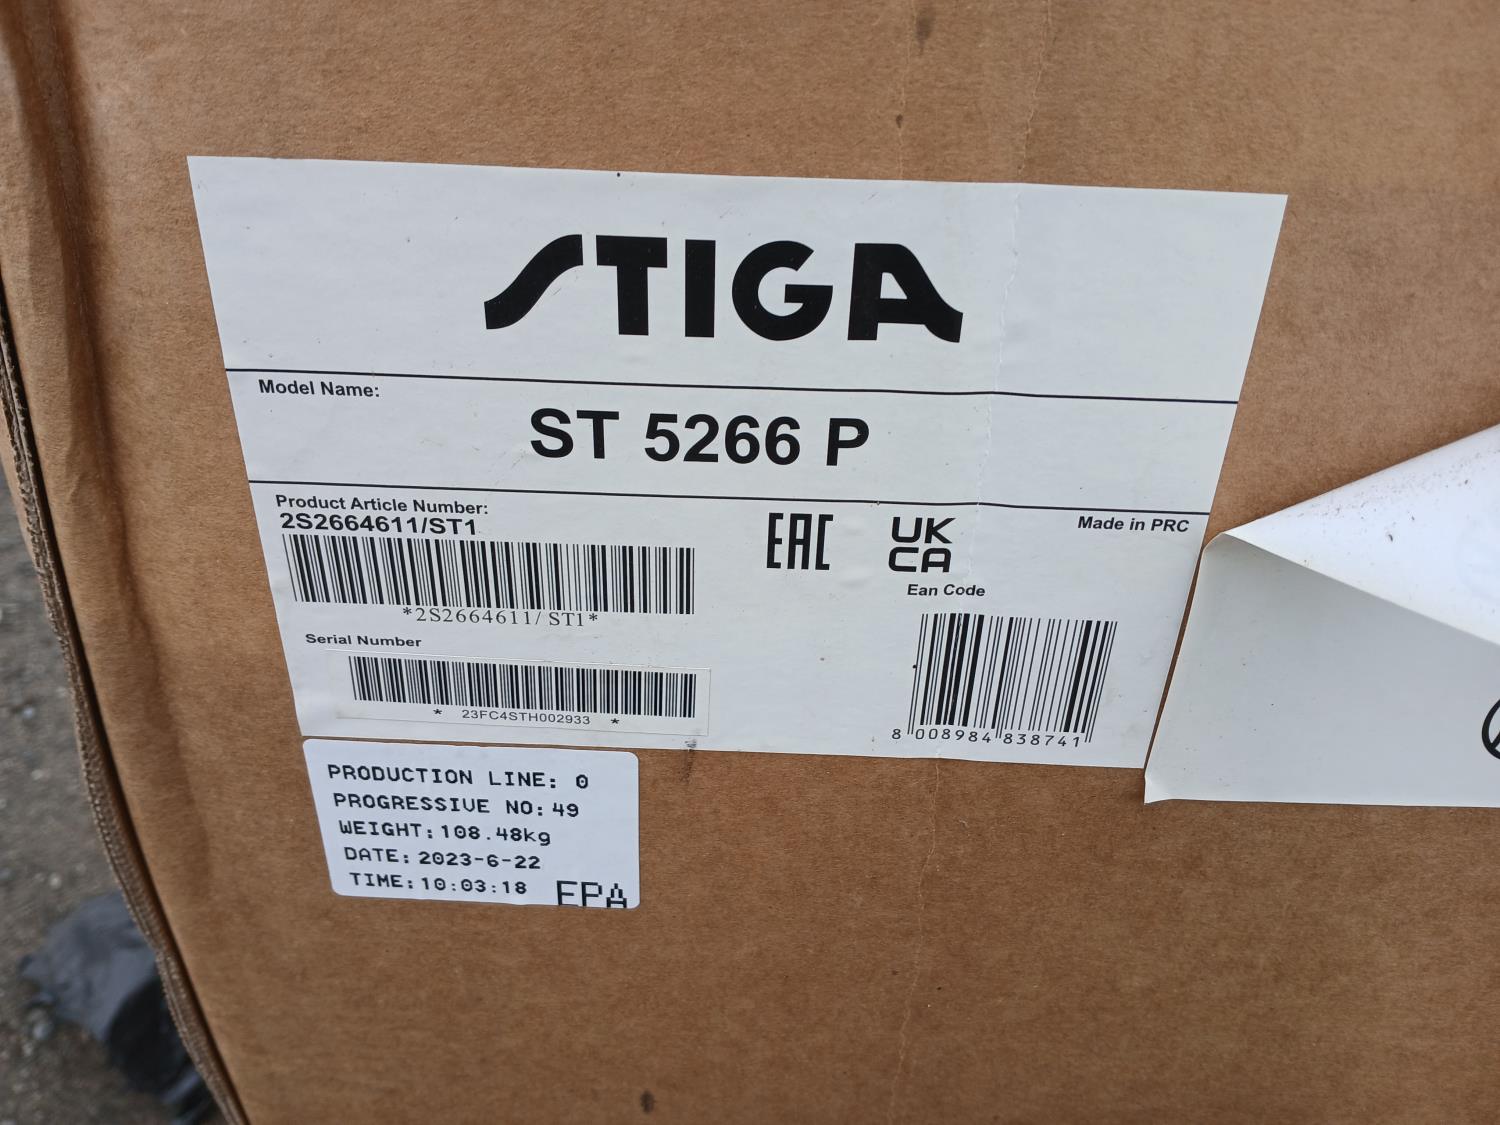 STIGA
Model Name:
ST 5266 P
Product Article Number:
2S2664611/ST1
*2S2664611/ST1*
Serial Number
* 23FC4STH002933 *
EAC
UK
CA
Made in PRC
Ean Code
8 008984 838741
PRODUCTION LINE: 0
PROGRESSIVE NO:49
WEIGHT:108.48kg
DATE:2023-6-22
TIME:10:03:18
EPA